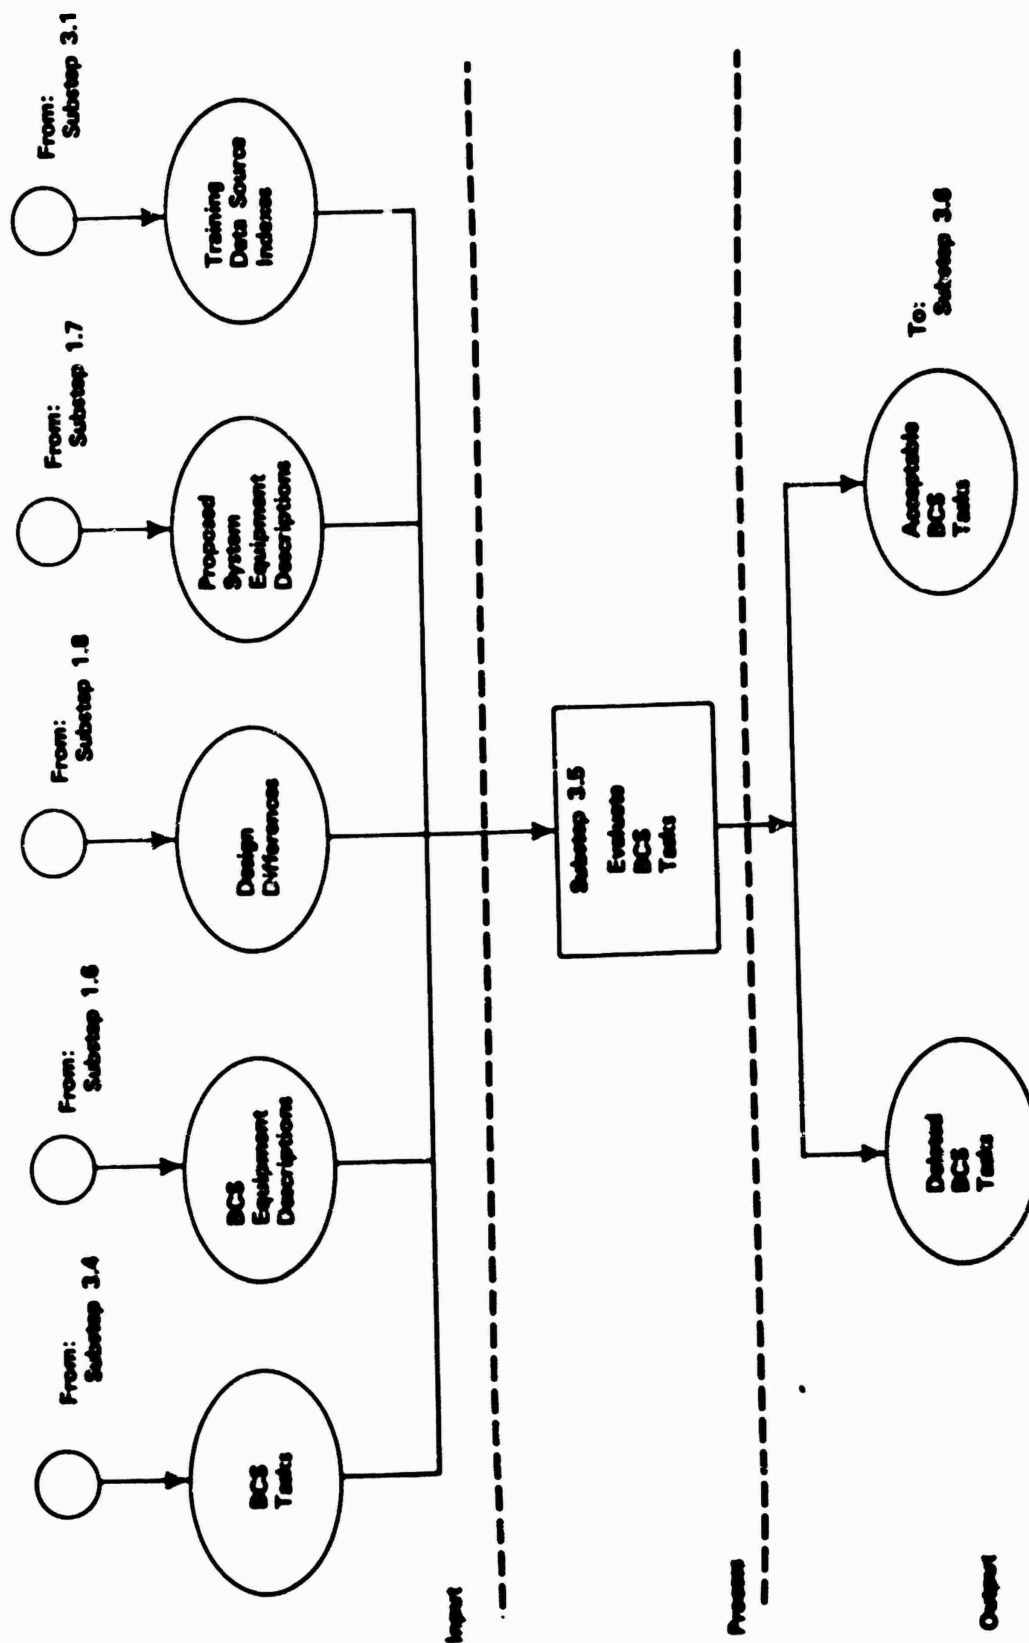 From:
Substep 3.4
From:
Substep 1.6
From:
Substep 1.8
From:
Substep 1.7
From:
Substep 3.1
BCS
Tasks
BCS
Equipment
Descriptions
Design
Differences
Proposed
System
Equipment
Descriptions
Training
Data Source
Indexes
Input
Substep 3.5
Evaluate
BCS
Tasks
Process
To:
Substep 3.6
Deleted
BCS
Tasks
Acceptable
BCS
Tasks
Output